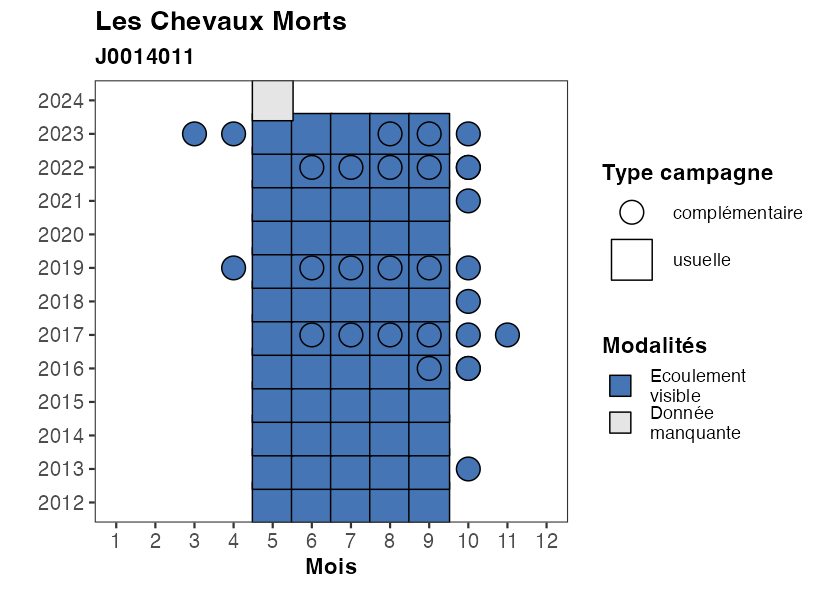 Les Chevaux Morts
J0014011
2024
2023
2022
2021
2020
2019
2018
2017
2016
2015
2014
2013
2012
1 2 3 4 5 6 7 8 9 10 11 12
Mois
Type campagne
complémentaire
usuelle
Modalités
Ecoulement
visible
Donnée
manquante